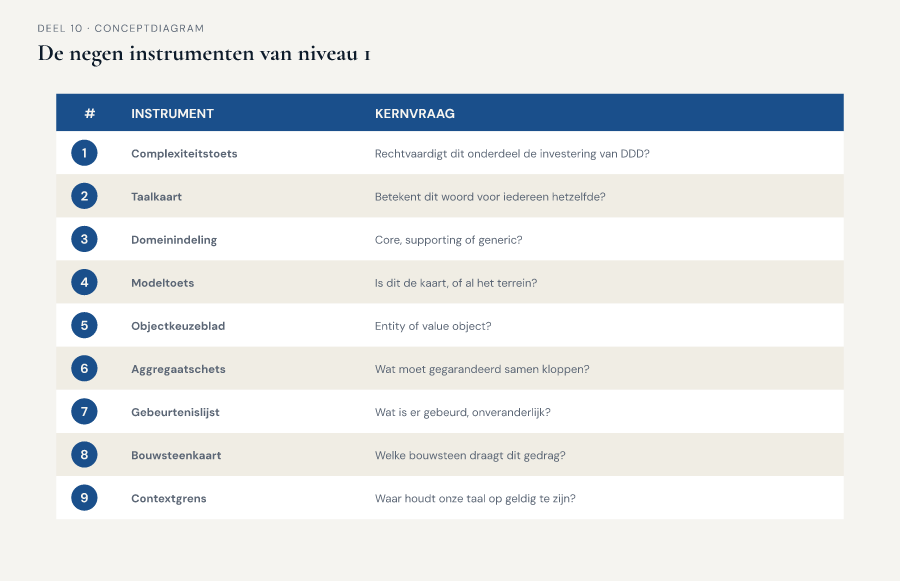 DEEL 10 · CONCEPTDIAGRAM
De negen instrumenten van niveau 1
# INSTRUMENT KERNVRAAG
1 Complexiteitstoets Rechtvaardigt dit onderdeel de investering van DDD?
2 Taalkaart Betekent dit woord voor iedereen hetzelfde?
3 Domeinindeling Core, supporting of generic?
4 Modeltoets Is dit de kaart, of al het terrein?
5 Objectkeuzeblad Entity of value object?
6 Aggregaatschets Wat moet gegarandeerd samen kloppen?
7 Gebeurtenislijst Wat is er gebeurd, onveranderlijk?
8 Bouwsteenkaart Welke bouwsteen draagt dit gedrag?
9 Contextgrens Waar houdt onze taal op geldig te zijn?